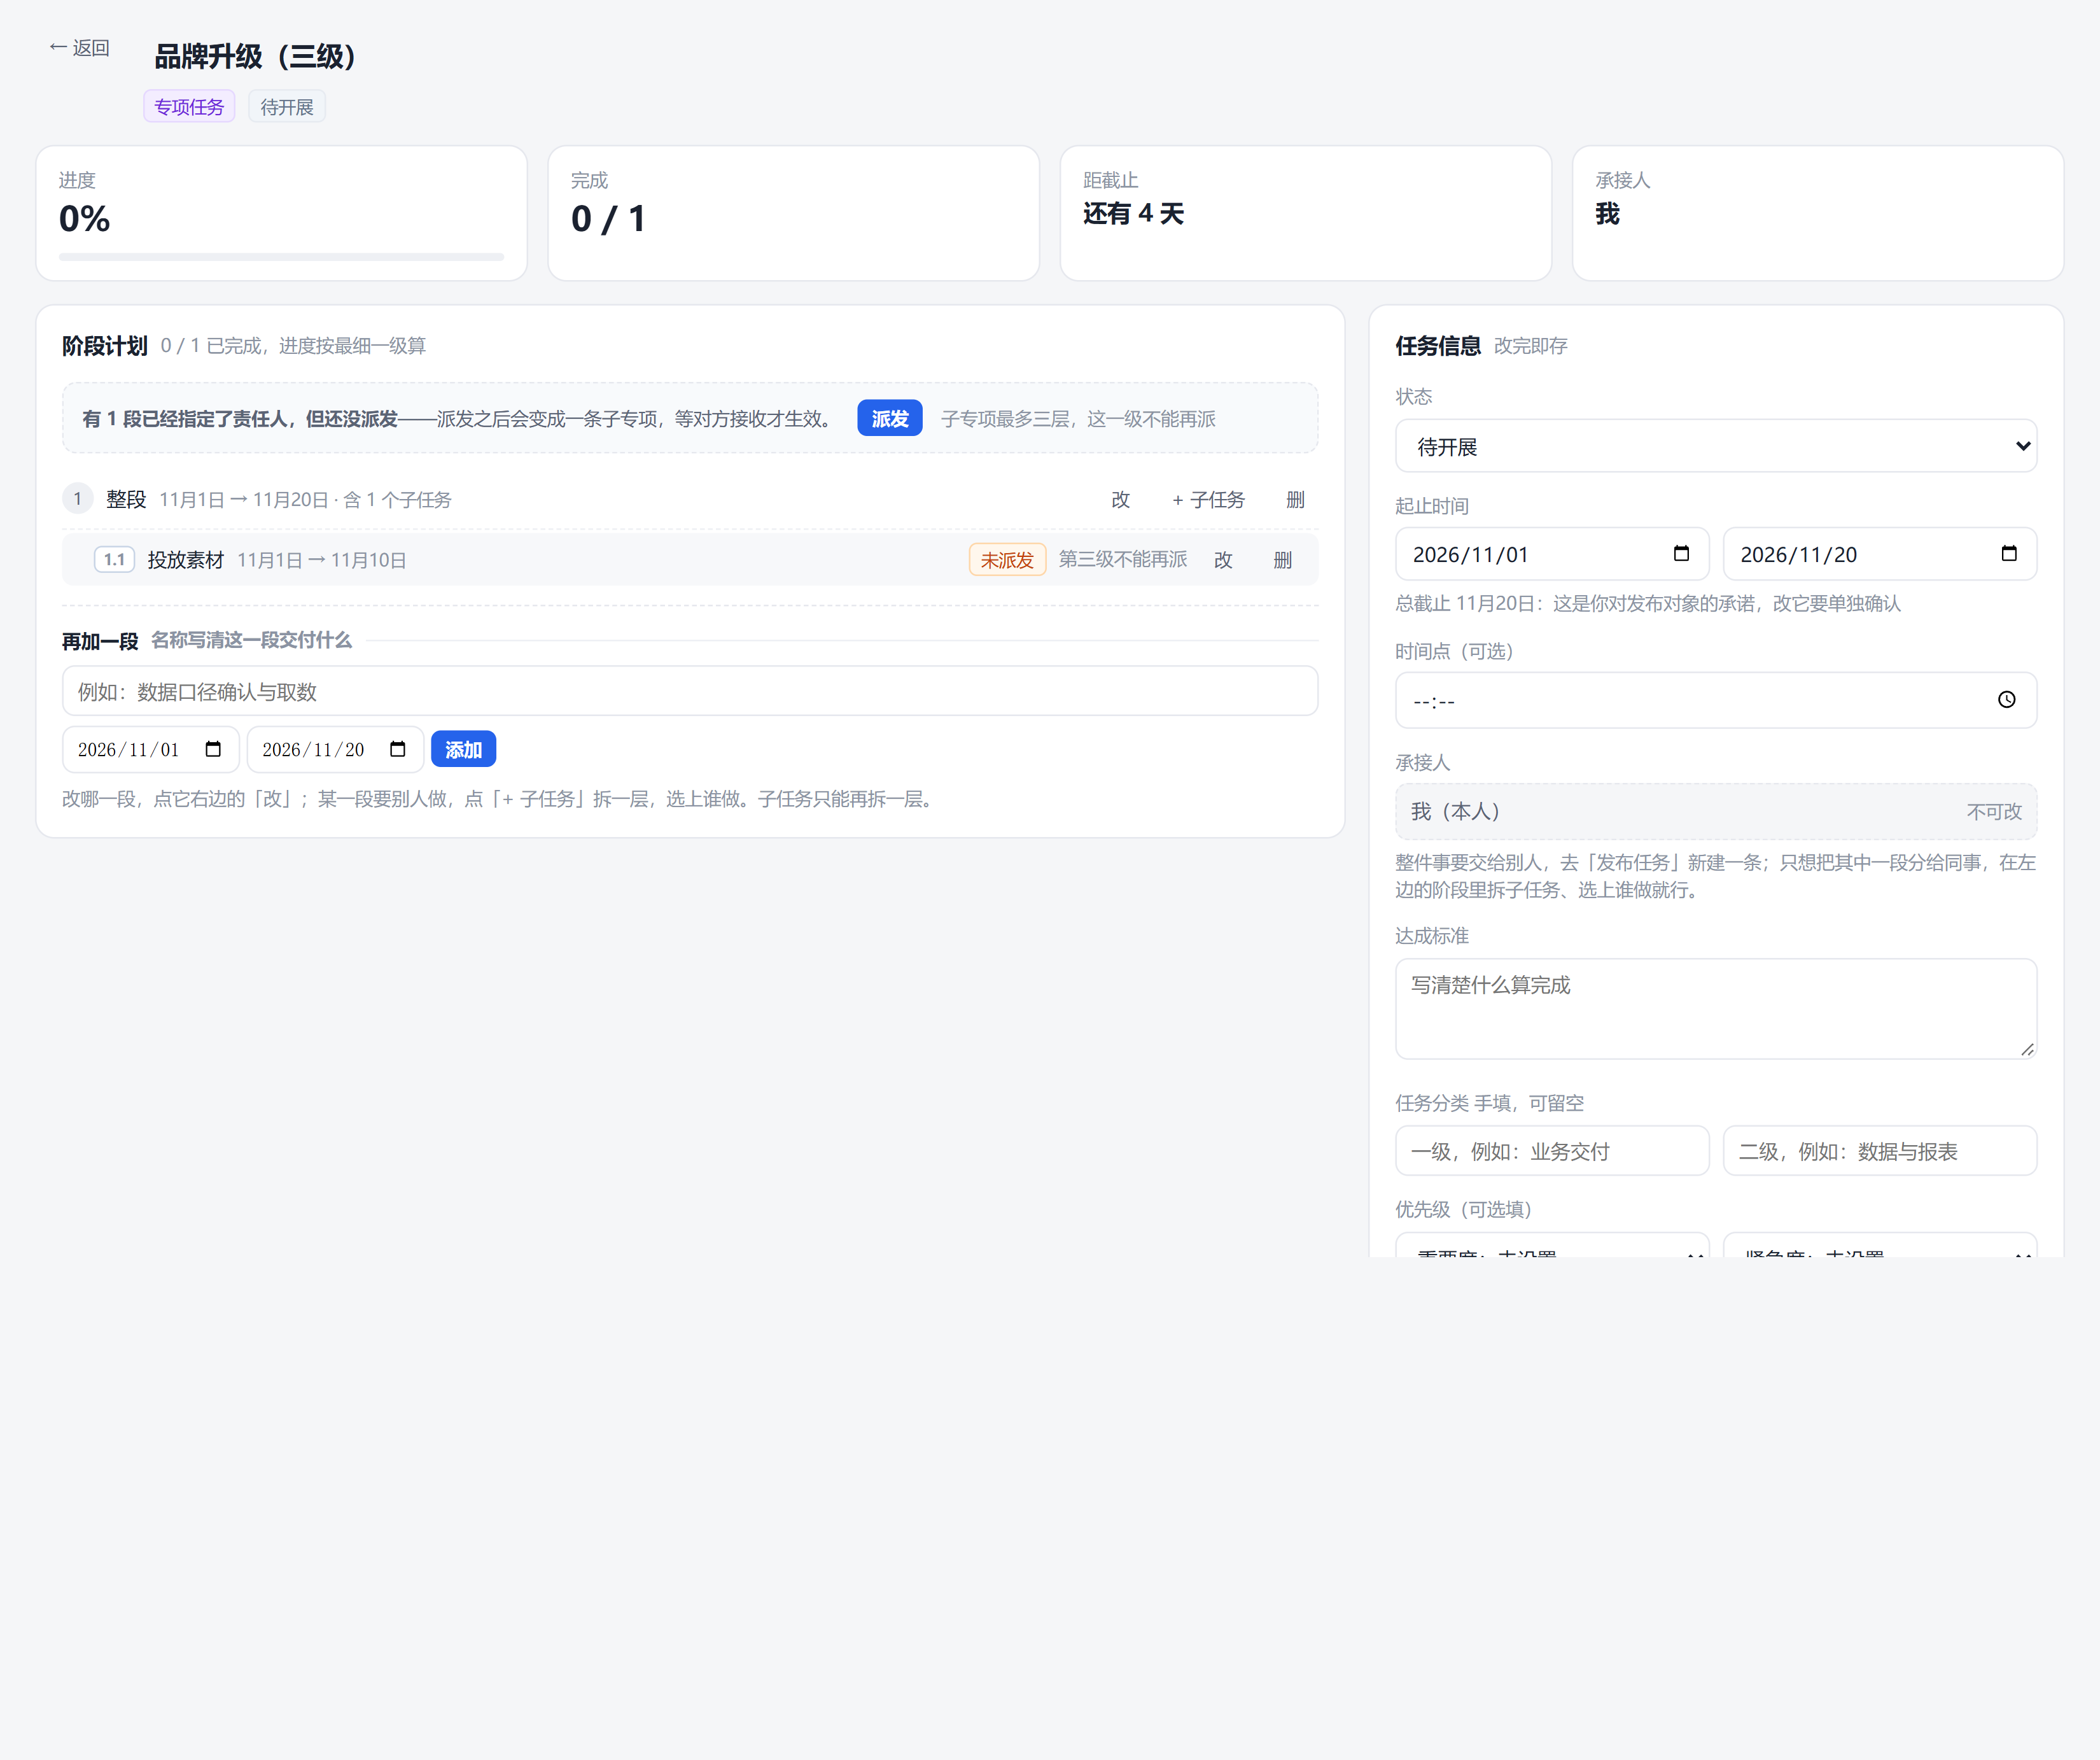 ← 返回
品牌升级（三级）
专项任务 待开展
进度
0%
完成
0 / 1
距截止
还有 4 天
承接人
我
阶段计划 0 / 1 已完成，进度按最细一级算
有 1 段已经指定了责任人，但还没派发——派发之后会变成一条子专项，等对方接收才生效。 派发 子专项最多三层，这一级不能再派
1 整段 11月1日 → 11月20日 · 含 1 个子任务 改 + 子任务 删
1.1 投放素材 11月1日 → 11月10日 未派发 第三级不能再派 改 删
再加一段 名称写清这一段交付什么
例如：数据口径确认与取数
2026/11/01 2026/11/20 添加
改哪一段，点它右边的「改」；某一段要别人做，点「+ 子任务」拆一层，选上谁做。子任务只能再拆一层。
任务信息 改完即存
状态
待开展
起止时间
2026/11/01 2026/11/20
总截止 11月20日：这是你对发布对象的承诺，改它要单独确认
时间点（可选）
--:--
承接人
我（本人） 不可改
整件事要交给别人，去「发布任务」新建一条；只想把其中一段分给同事，在左
边的阶段里拆子任务、选上谁做就行。
达成标准
写清楚什么算完成
任务分类 手填，可留空
一级，例如：业务交付 二级，例如：数据与报表
优先级（可选填）
重要度：未设置 紧急度：未设置